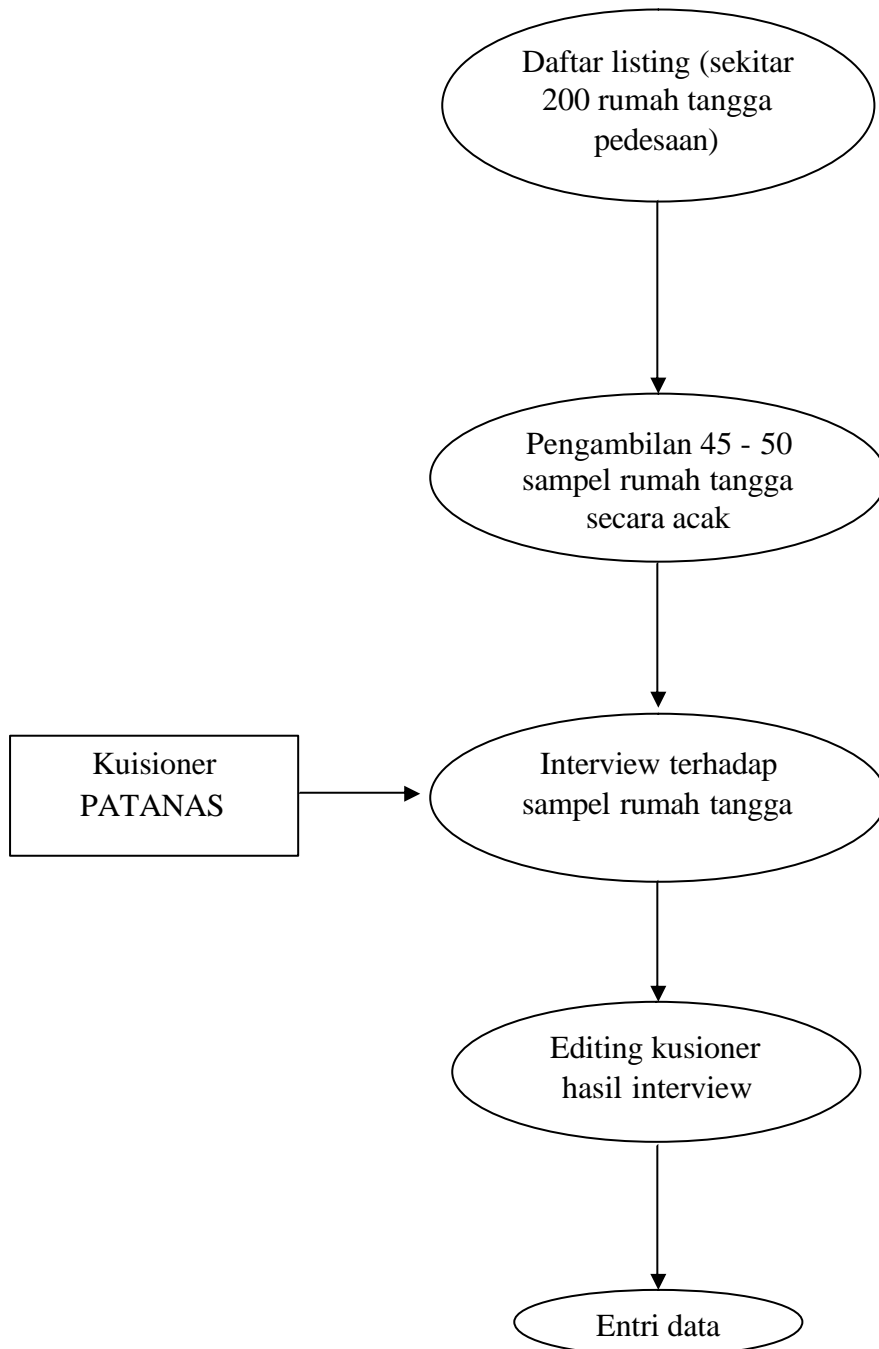 Daftar listing (sekitar
200 rumah tangga
pedesaan)
Pengambilan 45 - 50
sampel rumah tangga
secara acak
Kuisioner
PATANAS
Interview terhadap
sampel rumah tangga
Editing kusioner
hasil interview
Entri data